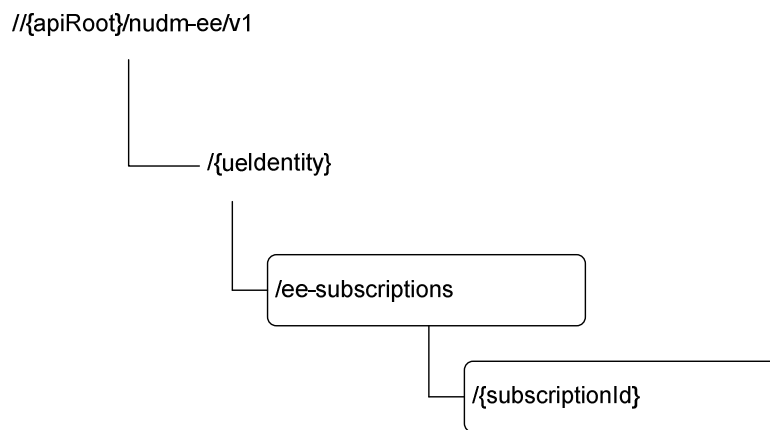 //{apiRoot}/nudm-ee/v1
/{ueIdentity}
/ee-subscriptions
/{subscriptionId}